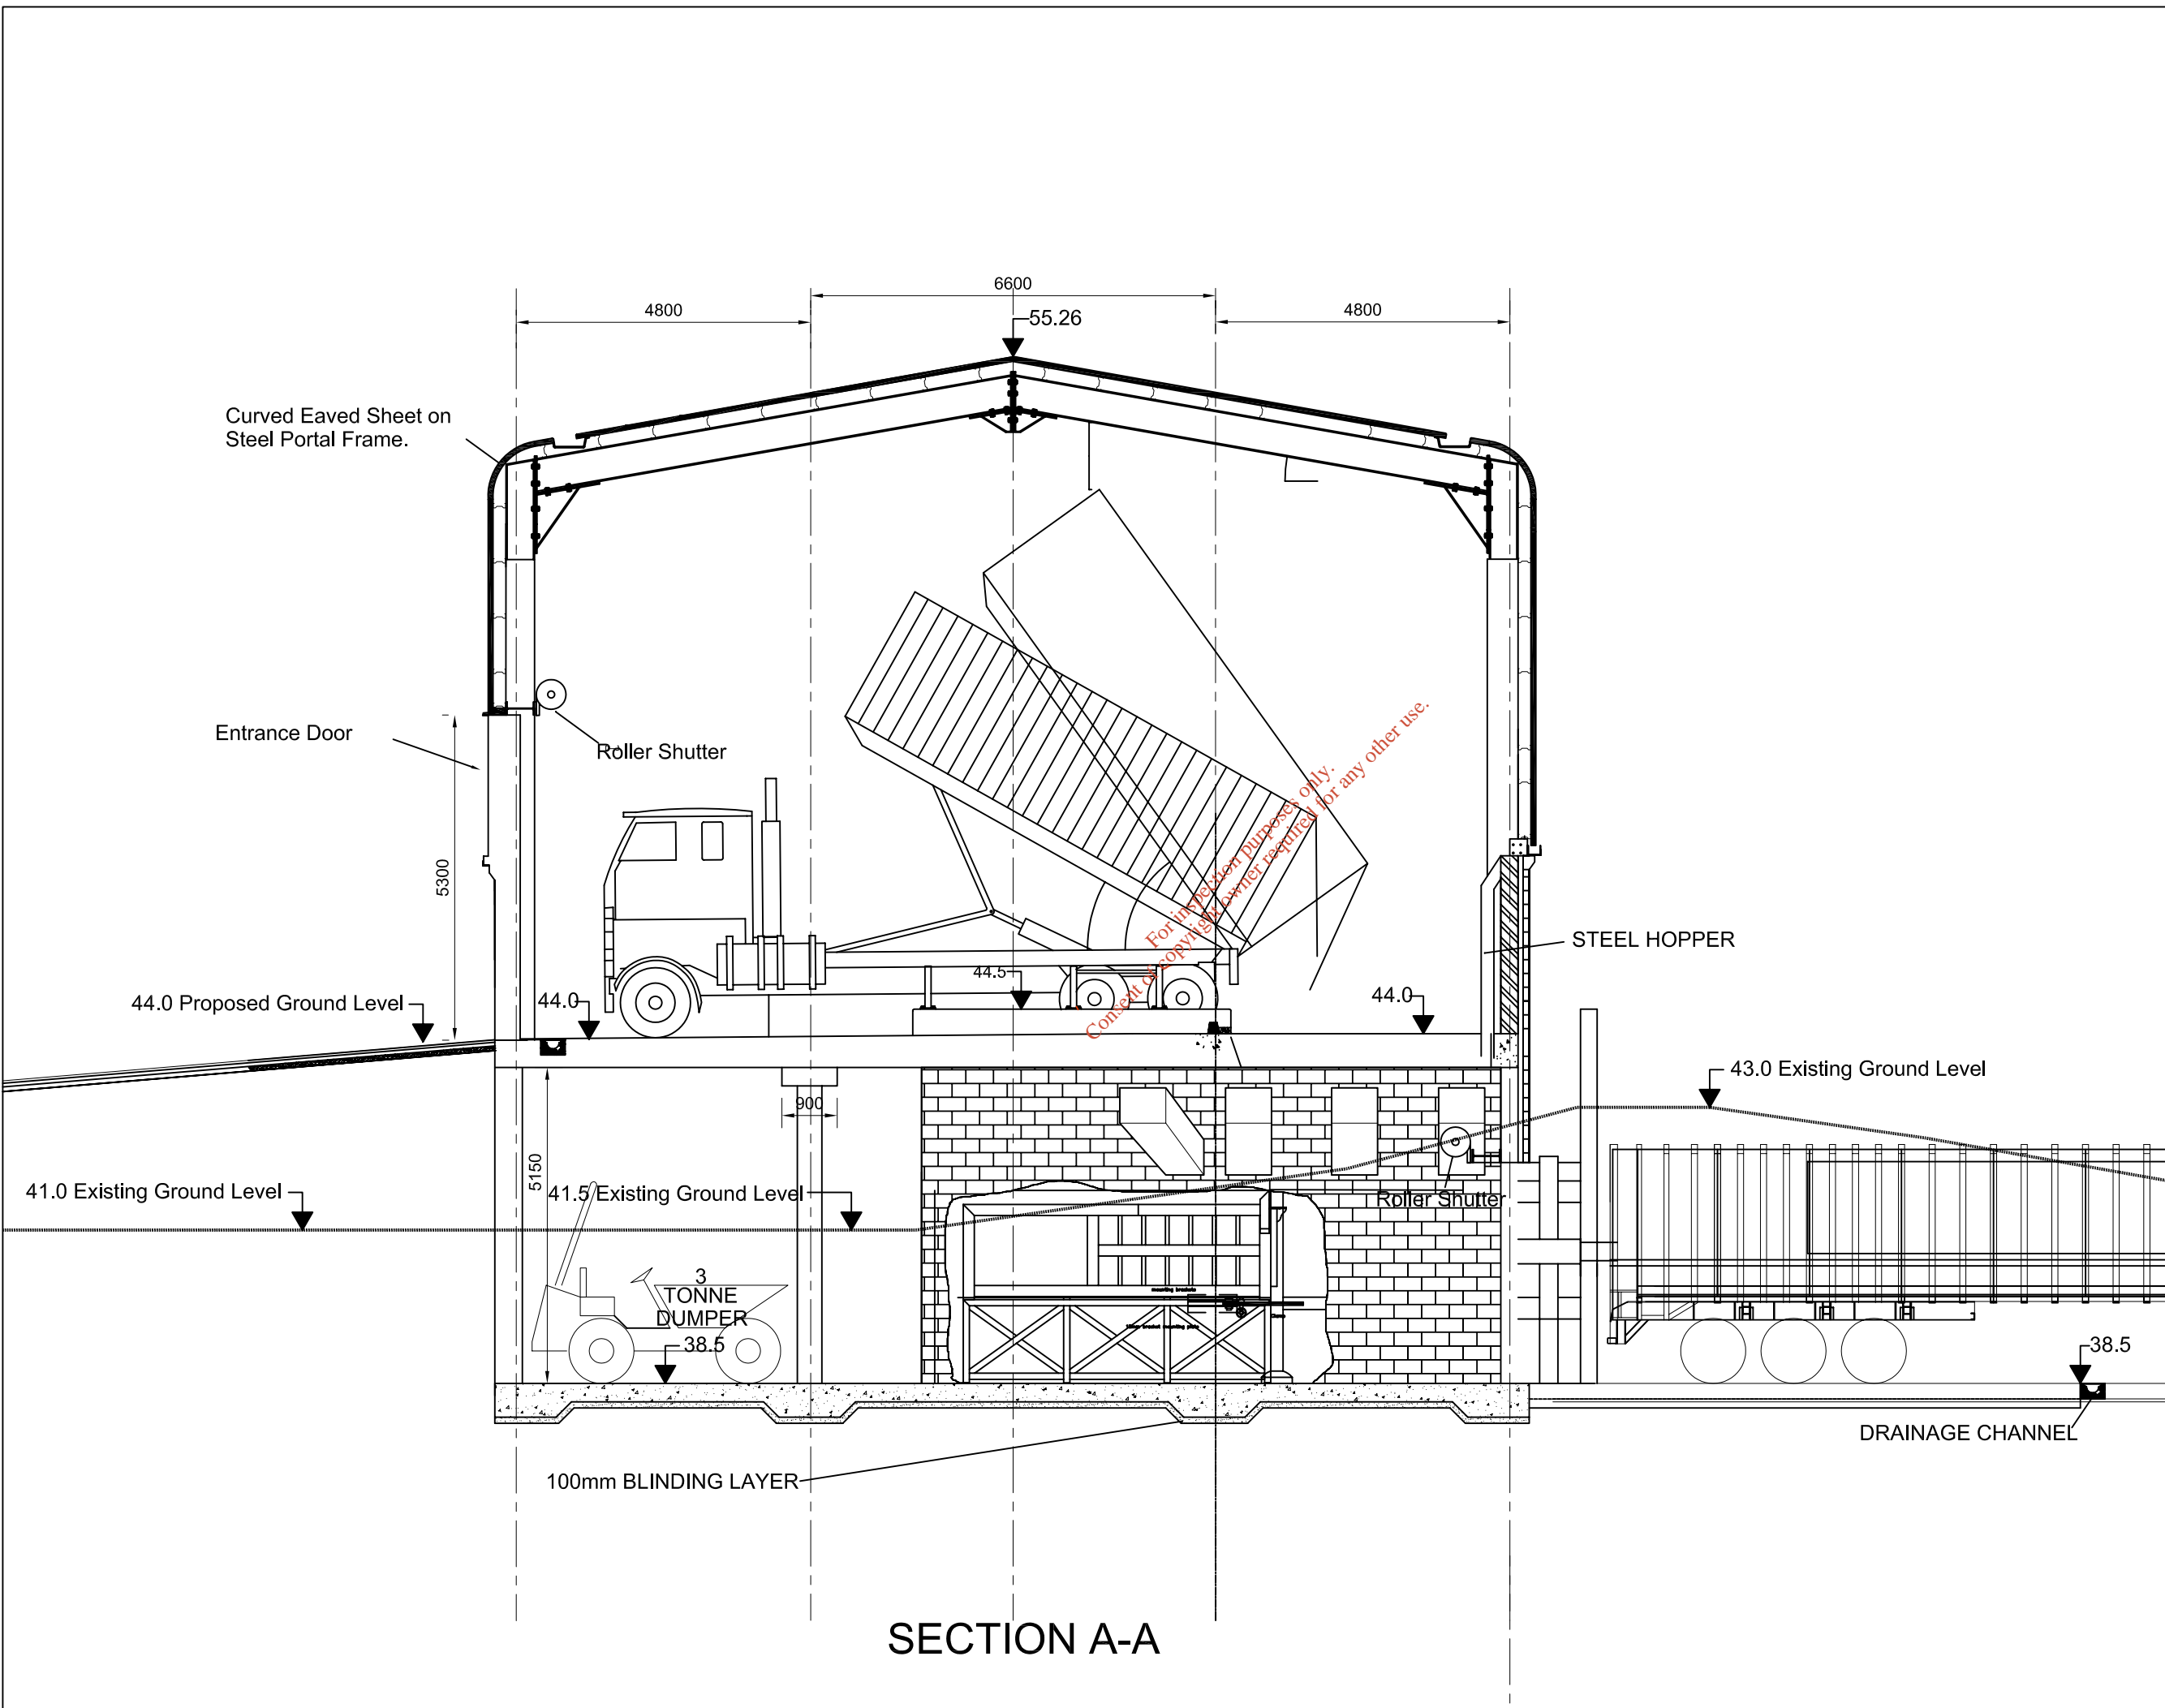 6600
4800
4800
55.26
Curved Eaved Sheet on
Steel Portal Frame.
Entrance Door
Roller Shutter
5300
For inspection purposes only.
Consent of copyright owner required for any other use.
STEEL HOPPER
44.0 Proposed Ground Level
44.0
44.5
44.0
43.0 Existing Ground Level
900
5150
41.0 Existing Ground Level
41.5 Existing Ground Level
Roller Shutter
3
TONNE
DUMPER
mounting brackets
38.5
38.5
DRAINAGE CHANNEL
100mm BLINDING LAYER
SECTION A-A